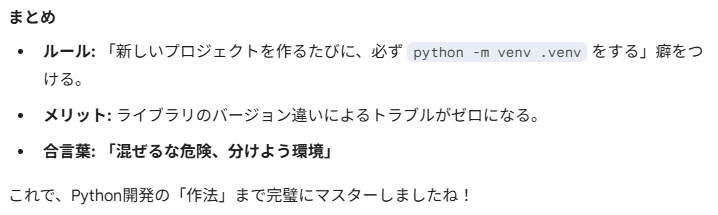 まとめ
• ルール: 「新しいプロジェクトを作るたびに、必ず python -m venv .venv をする」癖をつ
ける。
• メリット: ライブラリのバージョン違いによるトラブルがゼロになる。
• 合言葉: 「混ぜるな危険、分けよう環境」
これで、Python開発の「作法」まで完璧にマスターしましたね！